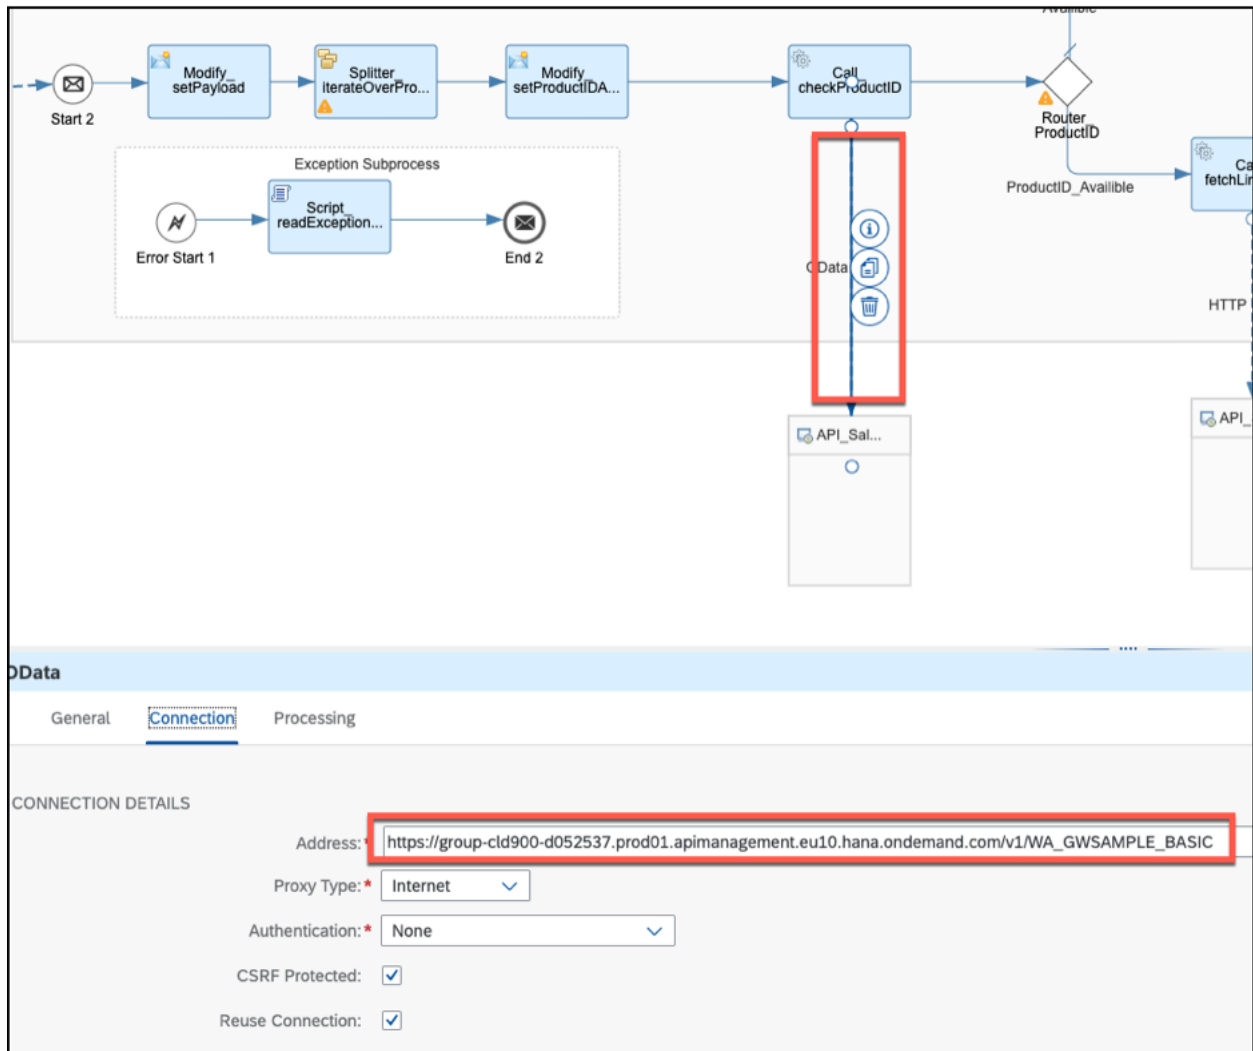 Modify_
setPayload
Splitter_
iterateOverPro...
Modify_
setProductIDA...
Call_
checkProductID
Start 2
Router_
ProductID
ProductID_Availible
fetchLin
Exception Subprocess
Script_
readException...
Error Start 1
End 2
OData
HTTP
API_Sal...
API_
OData
General
Connection
Processing
CONNECTION DETAILS
Address:* https://group-cld900-d052537.prod01.apimanagement.eu10.hana.ondemand.com/v1/WA_GWSAMPLE_BASIC
Proxy Type:* Internet
Authentication:* None
CSRF Protected:
Reuse Connection: